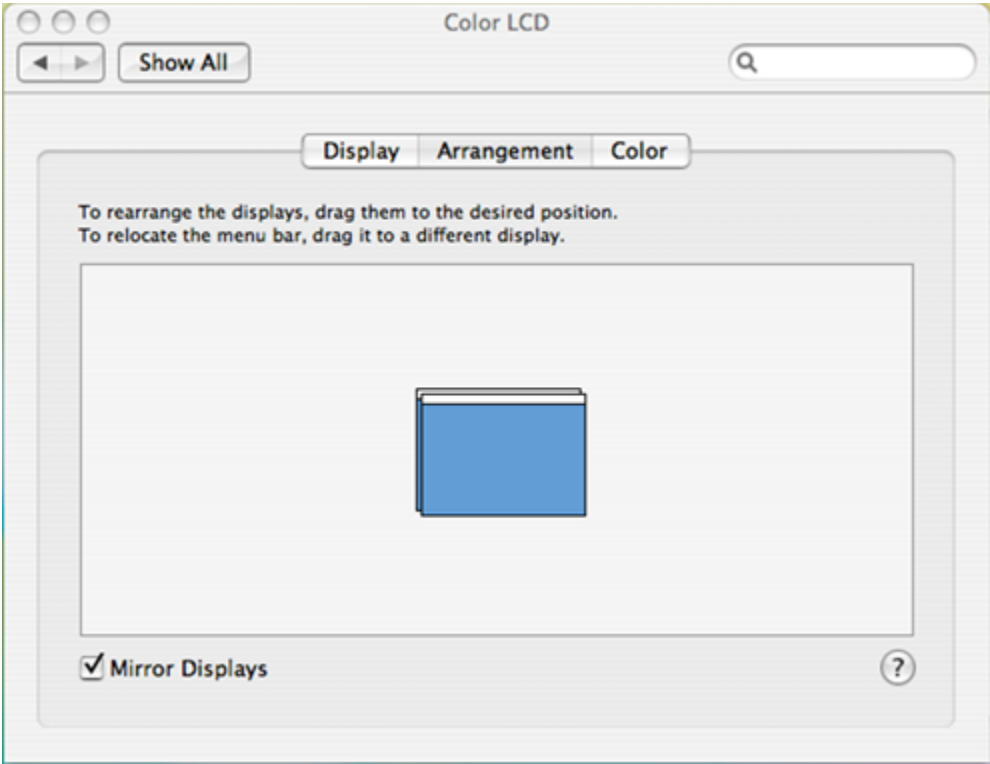 Color LCD
Show All
Display Arrangement Color
To rearrange the displays, drag them to the desired position.
To relocate the menu bar, drag it to a different display.
Mirror Displays
?